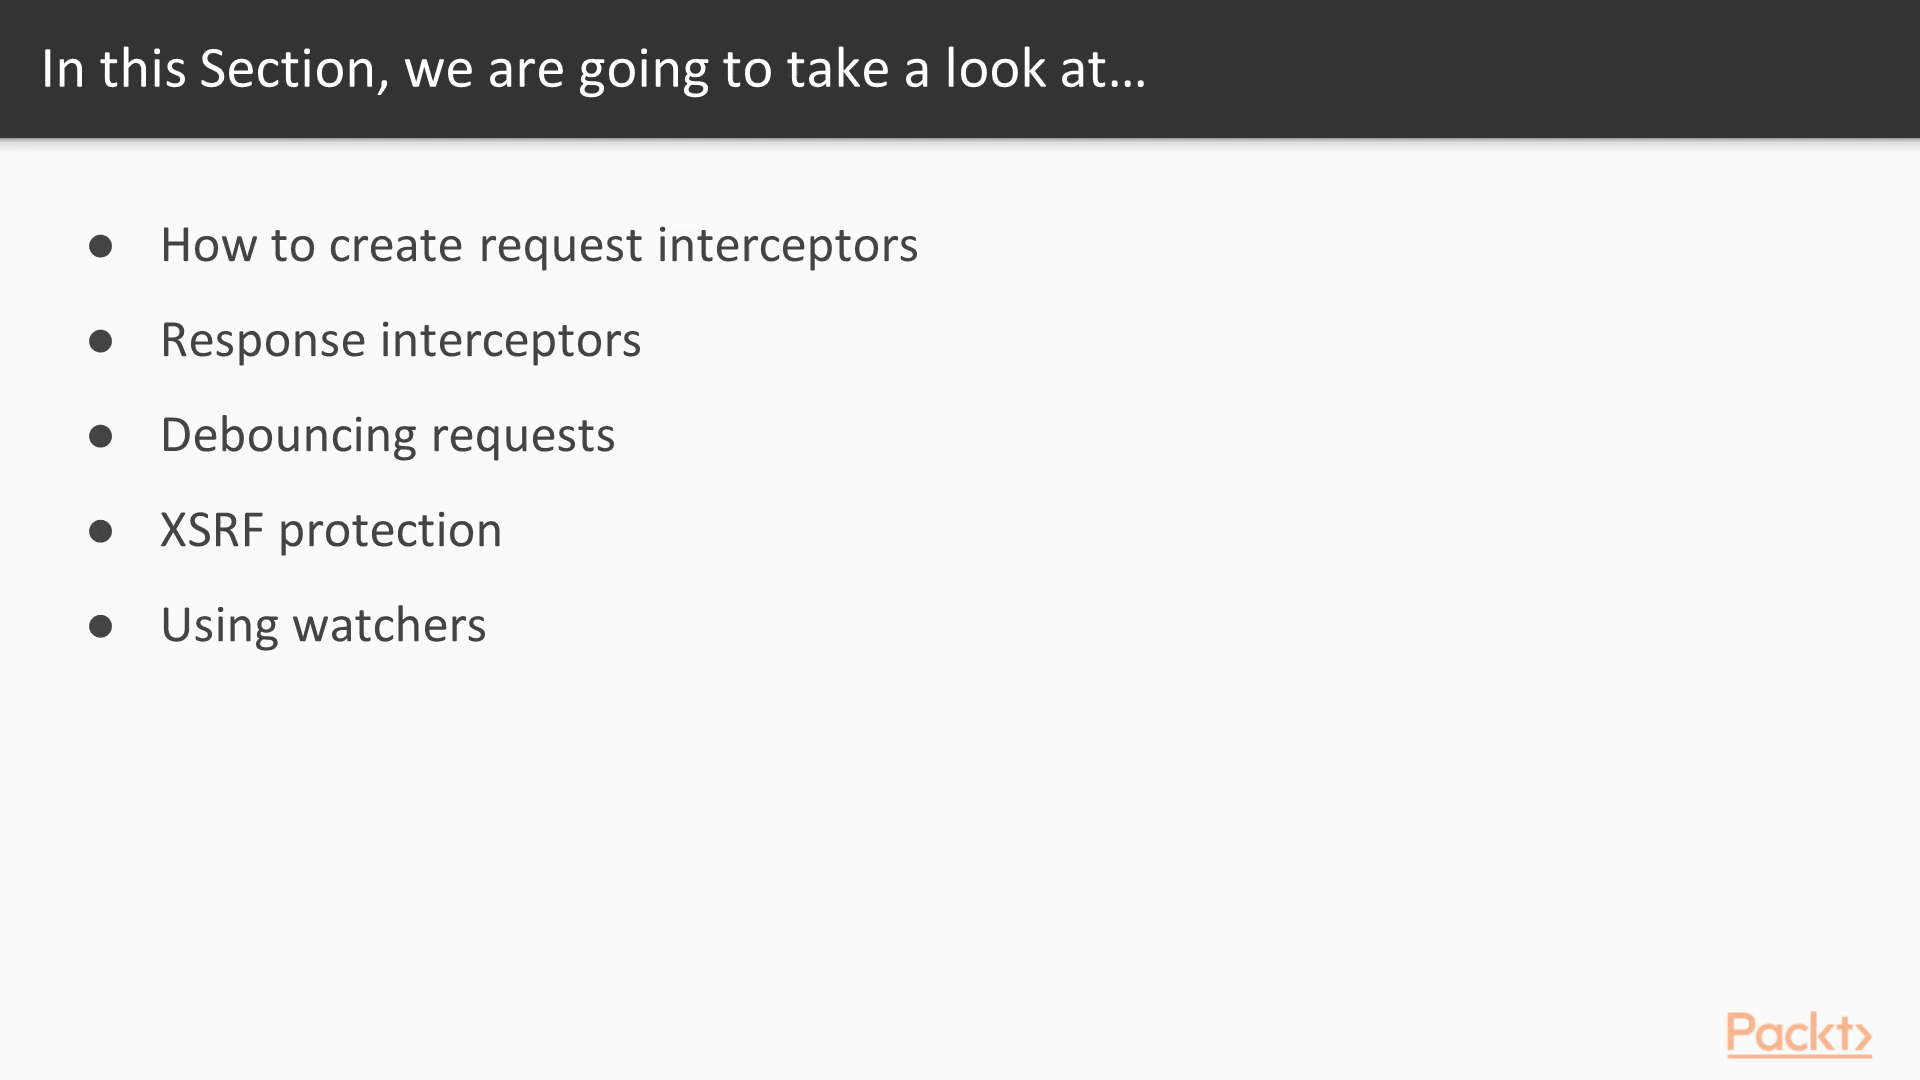 In this Section, we are going to take a look at...
● How to create request interceptors
● Response interceptors
● Debouncing requests
● XSRF protection
● Using watchers
Packt>